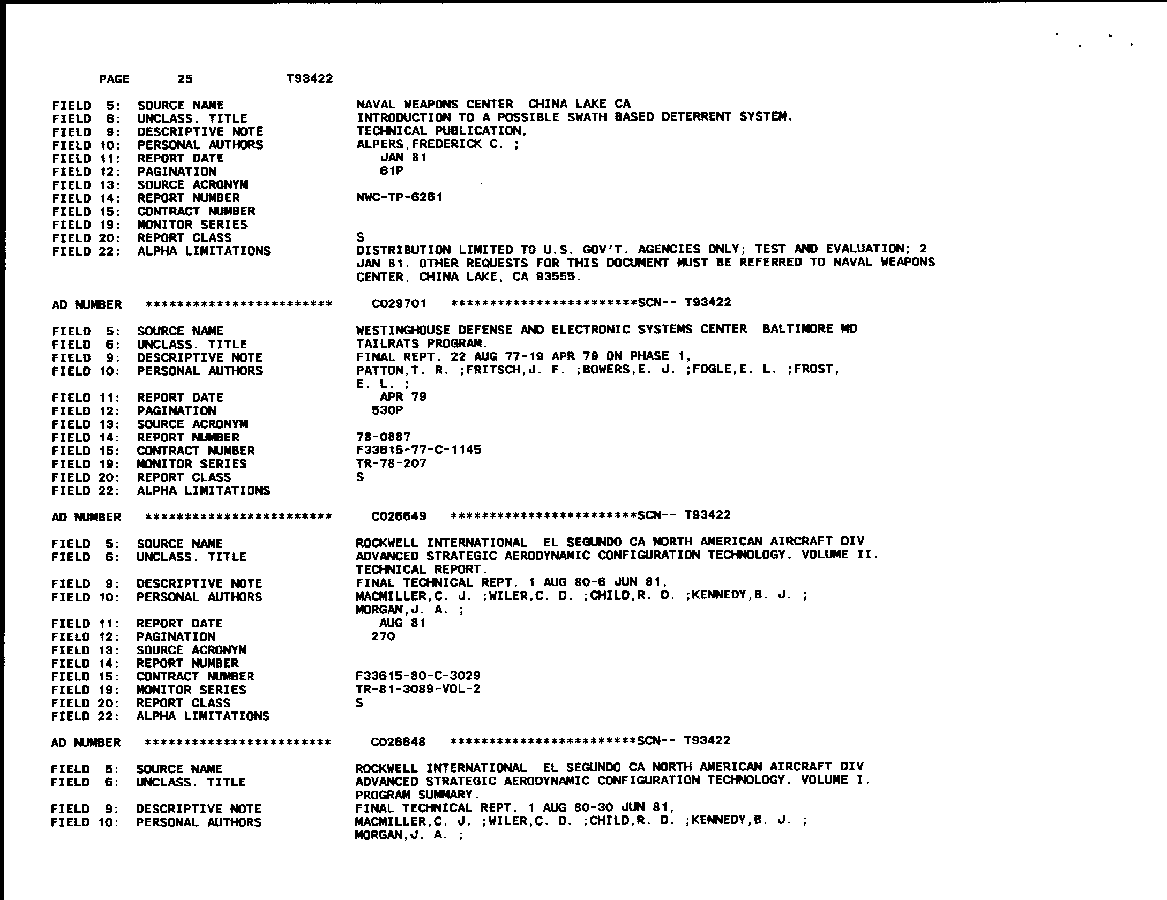 PAGE 25 T93422
FIELD 5: SOURCE NAME NAVAL WEAPONS CENTER CHINA LAKE CA
FIELD 6: UNCLASS. TITLE INTRODUCTION TO A POSSIBLE SWATH BASED DETERRENT SYSTEM.
FIELD 9: DESCRIPTIVE NOTE TECHNICAL PUBLICATION,
FIELD 10: PERSONAL AUTHORS ALPERS,FREDERICK C. ;
FIELD 11: REPORT DATE JAN 81
FIELD 12: PAGINATION 61P
FIELD 13: SOURCE ACRONYM
FIELD 14: REPORT NUMBER NWC-TP-6261
FIELD 15: CONTRACT NUMBER
FIELD 19: MONITOR SERIES
FIELD 20: REPORT CLASS S
FIELD 22: ALPHA LIMITATIONS DISTRIBUTION LIMITED TO U.S. GOV'T. AGENCIES ONLY; TEST AND EVALUATION; 2
JAN 81. OTHER REQUESTS FOR THIS DOCUMENT MUST BE REFERRED TO NAVAL WEAPONS
CENTER, CHINA LAKE, CA 93555.
AD NUMBER ************************ C029701 ************************SCN-- T93422
FIELD 5: SOURCE NAME WESTINGHOUSE DEFENSE AND ELECTRONIC SYSTEMS CENTER BALTIMORE MD
FIELD 6: UNCLASS. TITLE TAILRATS PROGRAM.
FIELD 9: DESCRIPTIVE NOTE FINAL REPT. 22 AUG 77-19 APR 79 ON PHASE 1,
FIELD 10: PERSONAL AUTHORS PATTON,T. R. ;FRITSCH,J. F. ;BOWERS,E. J. ;FOGLE,E. L. ;FROST,
E. L. ;
FIELD 11: REPORT DATE APR 79
FIELD 12: PAGINATION 530P
FIELD 13: SOURCE ACRONYM
FIELD 14: REPORT NUMBER 78-0887
FIELD 15: CONTRACT NUMBER F33615-77-C-1145
FIELD 19: MONITOR SERIES TR-78-207
FIELD 20: REPORT CLASS S
FIELD 22: ALPHA LIMITATIONS
AD NUMBER ************************ C026649 ************************SCN-- T93422
FIELD 5: SOURCE NAME ROCKWELL INTERNATIONAL EL SEGUNDO CA NORTH AMERICAN AIRCRAFT DIV
FIELD 6: UNCLASS. TITLE ADVANCED STRATEGIC AERODYNAMIC CONFIGURATION TECHNOLOGY. VOLUME II.
TECHNICAL REPORT.
FIELD 9: DESCRIPTIVE NOTE FINAL TECHNICAL REPT. 1 AUG 80-6 JUN 81,
FIELD 10: PERSONAL AUTHORS MACMILLER,C. J. ;WILER,C. D. ;CHILD,R. D. ;KENNEDY,B. J. ;
MORGAN,J. A. ;
FIELD 11: REPORT DATE AUG 81
FIELD 12: PAGINATION 270
FIELD 13: SOURCE ACRONYM
FIELD 14: REPORT NUMBER
FIELD 15: CONTRACT NUMBER F33615-80-C-3029
FIELD 19: MONITOR SERIES TR-81-3089-VOL-2
FIELD 20: REPORT CLASS S
FIELD 22: ALPHA LIMITATIONS
AD NUMBER ************************ C026648 ************************SCN-- T93422
FIELD 5: SOURCE NAME ROCKWELL INTERNATIONAL EL SEGUNDO CA NORTH AMERICAN AIRCRAFT DIV
FIELD 6: UNCLASS. TITLE ADVANCED STRATEGIC AERODYNAMIC CONFIGURATION TECHNOLOGY. VOLUME I.
PROGRAM SUMMARY.
FIELD 9: DESCRIPTIVE NOTE FINAL TECHNICAL REPT. 1 AUG 80-30 JUN 81,
FIELD 10: PERSONAL AUTHORS MACMILLER,C. J. ;WILER,C. D. ;CHILD,R. D. ;KENNEDY,B. J. ;
MORGAN,J. A. ;